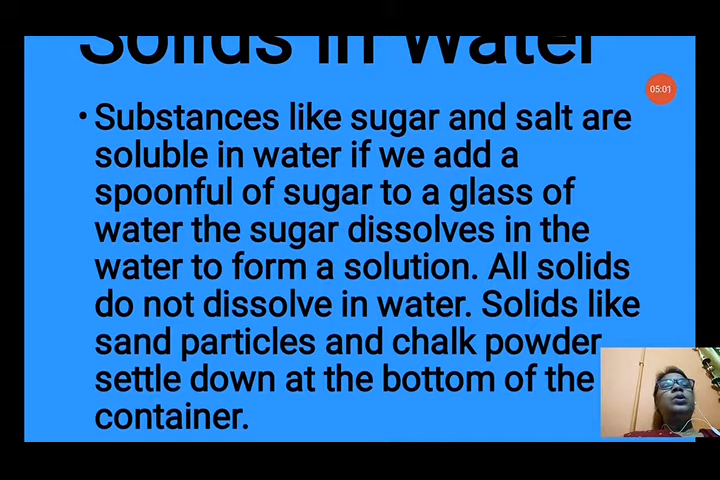 Solids in Water
05:01
• Substances like sugar and salt are
soluble in water if we add a
spoonful of sugar to a glass of
water the sugar dissolves in the
water to form a solution. All solids
do not dissolve in water. Solids like
sand particles and chalk powder
settle down at the bottom of the
container.